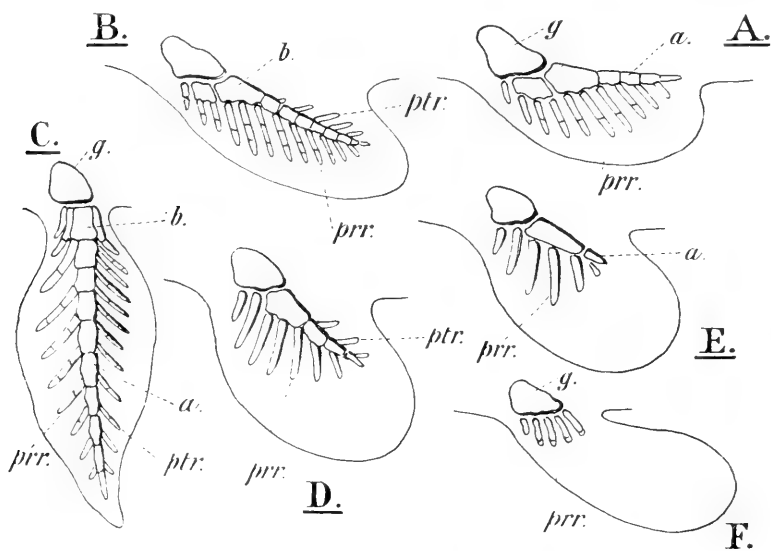 B.
b.
ptr.
prr.
g
a.
A.
prr.
C.
g.
b.
a.
prr.
ptr.
ptr.
prr.
D.
a.
prr.
E.
g.
prr.
F.